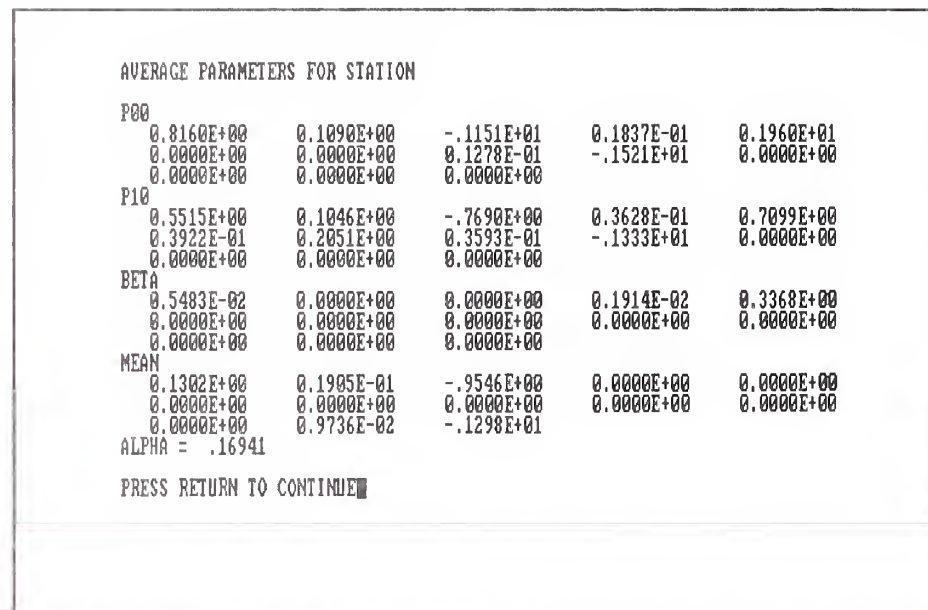 AVERAGE PARAMETERS FOR STATION
P00
0.8160E+00 0.1090E+00 -.1151E+01 0.1837E-01 0.1960E+01
0.0000E+00 0.0000E+00 0.1278E-01 -.1521E+01 0.0000E+00
0.0000E+00 0.0000E+00 0.0000E+00
P10
0.5515E+00 0.1046E+00 -.7690E+00 0.3628E-01 0.7099E+00
0.3922E-01 0.2051E+00 0.3593E-01 -.1333E+01 0.0000E+00
0.0000E+00 0.0000E+00 0.0000E+00
BETA
0.5483E-02 0.0000E+00 0.0000E+00 0.1914E-02 0.3368E+00
0.0000E+00 0.0000E+00 0.0000E+00 0.0000E+00 0.0000E+00
0.0000E+00 0.0000E+00 0.0000E+00
MEAN
0.1302E+00 0.1905E-01 -.9546E+00 0.0000E+00 0.0000E+00
0.0000E+00 0.0000E+00 0.0000E+00 0.0000E+00 0.0000E+00
0.0000E+00 0.9736E-02 -.1298E+01
ALPHA = .16941
PRESS RETURN TO CONTINUE